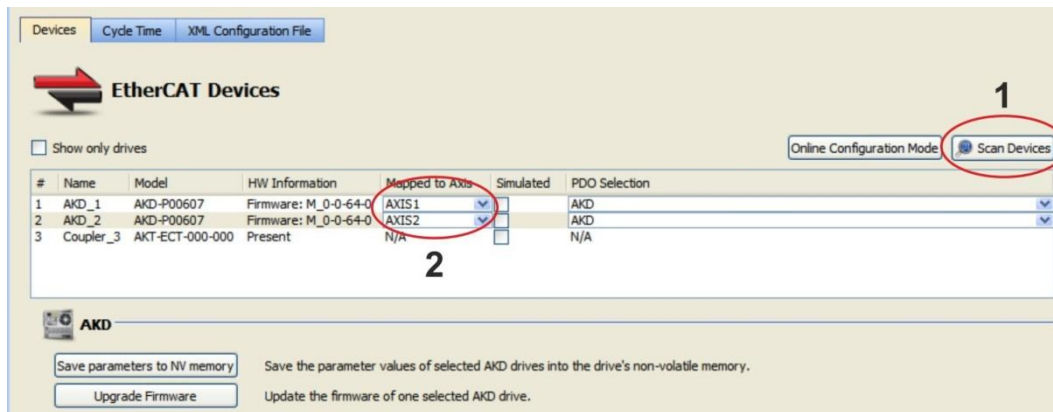 Devices Cycle Time XML Configuration File
EtherCAT Devices
1
Show only drives Online Configuration Mode Scan Devices
# Name Model HW Information Mapped to Axis Simulated PDO Selection
1 AKD_1 AKD-P00607 Firmware: M_0-0-64-0 AXIS1 AKD
2 AKD_2 AKD-P00607 Firmware: M_0-0-64-0 AXIS2 AKD
3 Coupler_3 AKT-ECT-000-000 Present N/A N/A
2
AKD
Save parameters to NV memory Save the parameter values of selected AKD drives into the drive's non-volatile memory.
Upgrade Firmware Update the firmware of one selected AKD drive.